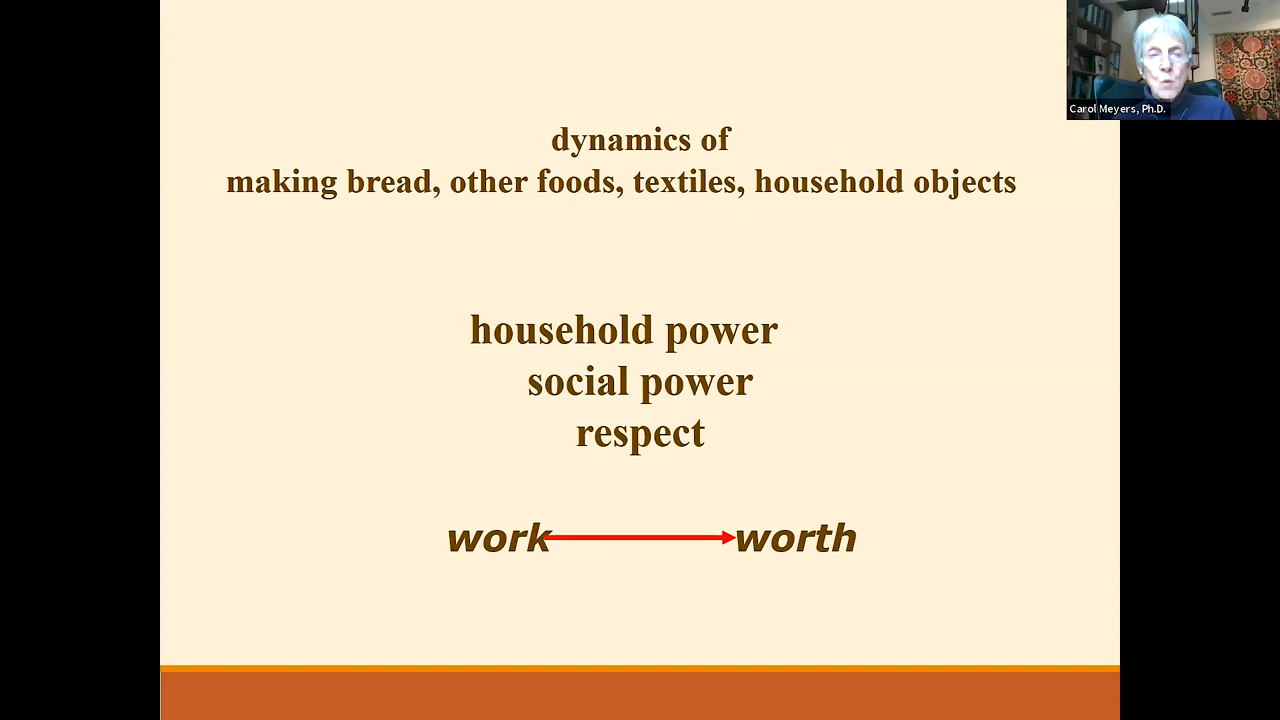 Carol Meyers, Ph.D.
dynamics of
making bread, other foods, textiles, household objects
household power
social power
respect
work worth